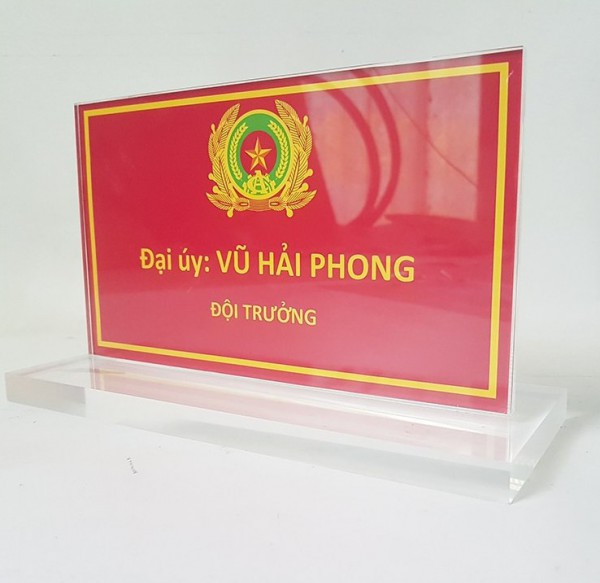 Đại úy: VŨ HẢI PHONG
ĐỘI TRƯỞNG